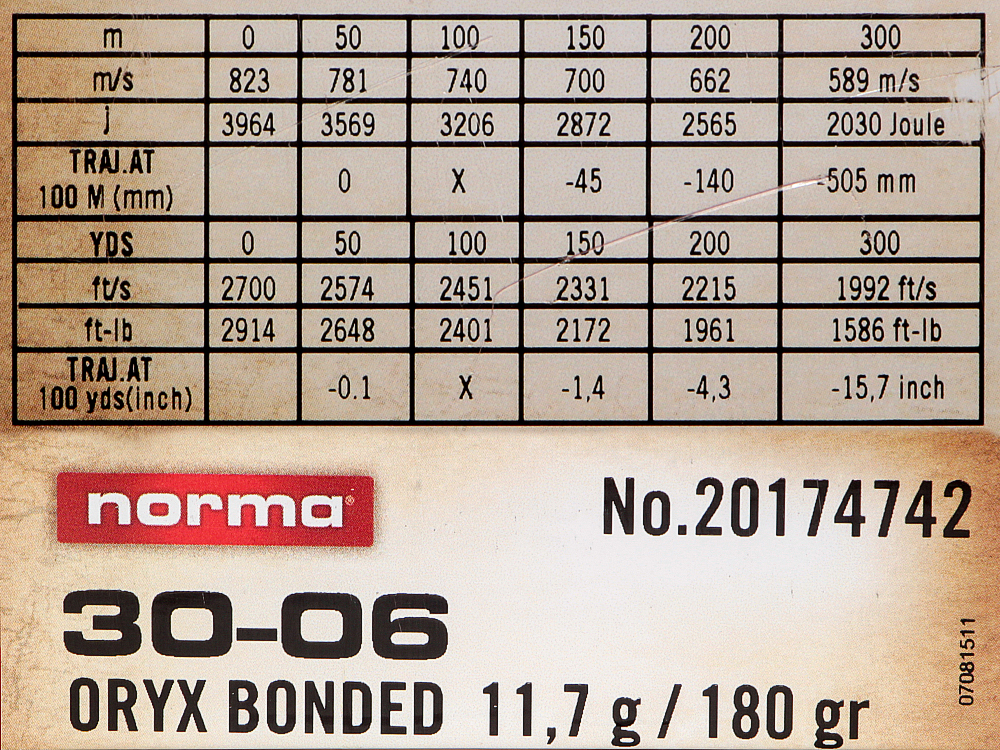 m 0 50 100 150 200 300
m/s 823 781 740 700 662 589 m/s
j 3964 3569 3206 2872 2565 2030 Joule
TRAJ.AT
100 M (mm) 0 X -45 -140 -505 mm
YDS 0 50 100 150 200 300
ft/s 2700 2574 2451 2331 2215 1992 ft/s
ft-lb 2914 2648 2401 2172 1961 1586 ft-lb
TRAJ.AT
100 yds(inch) -0.1 X -1,4 -4,3 -15,7 inch
norma®
No.20174742
30-06
ORYX BONDED 11,7 g / 180 gr
07081511